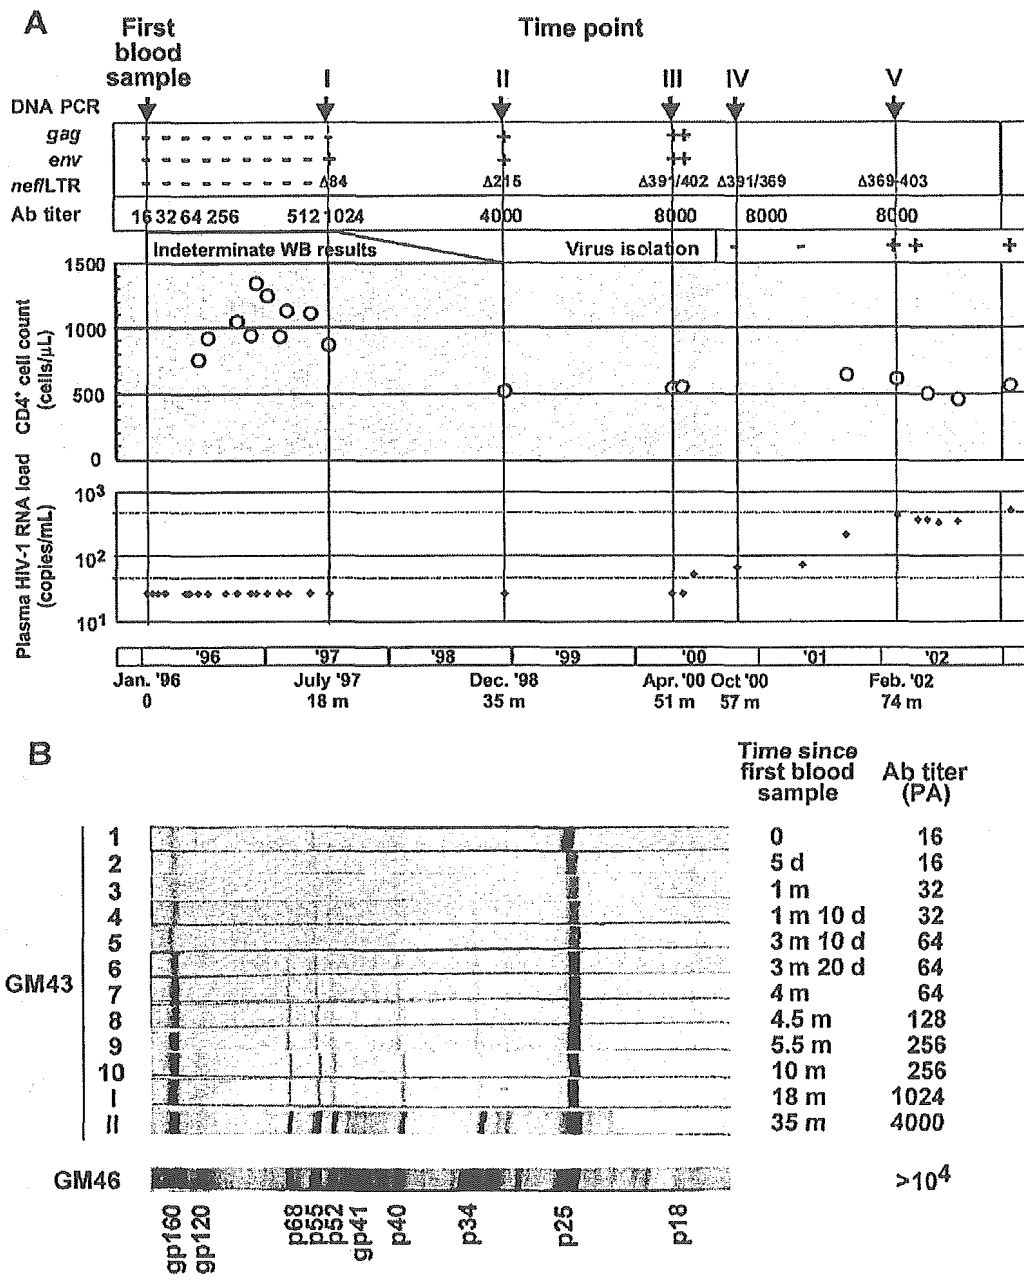 A
First
blood
sample
Time point
I II III IV V
DNA PCR
gag - - - - - - - - - - - + ++
env - - - - - - - - - - + + ++
nef/LTR - - - - - - - - - - Δ84 Δ215 Δ391/402 Δ391/369 Δ369-403
Ab titer 16 32 64 256 512 1024 4000 8000 8000 8000
Indeterminate WB results Virus isolation - - + + +
CD4+ cell count
(cells/μL)
1500
1000
500
0
Plasma HIV-1 RNA load
(copies/mL)
10³
10²
10¹
'96 '97 '98 '99 '00 '01 '02
Jan. '96 July '97 Dec. '98 Apr. '00 Oct '00 Feb. '02
0 18 m 35 m 51 m 57 m 74 m
B
Time since
first blood
sample
Ab titer
(PA)
GM43
1 0 16
2 5 d 16
3 1 m 32
4 1 m 10 d 32
5 3 m 10 d 64
6 3 m 20 d 64
7 4 m 64
8 4.5 m 128
9 5.5 m 256
10 10 m 256
I 18 m 1024
II 35 m 4000
GM46 >10⁴
gp160 gp120 p68 p55 p52 gp41 p40 p34 p25 p18